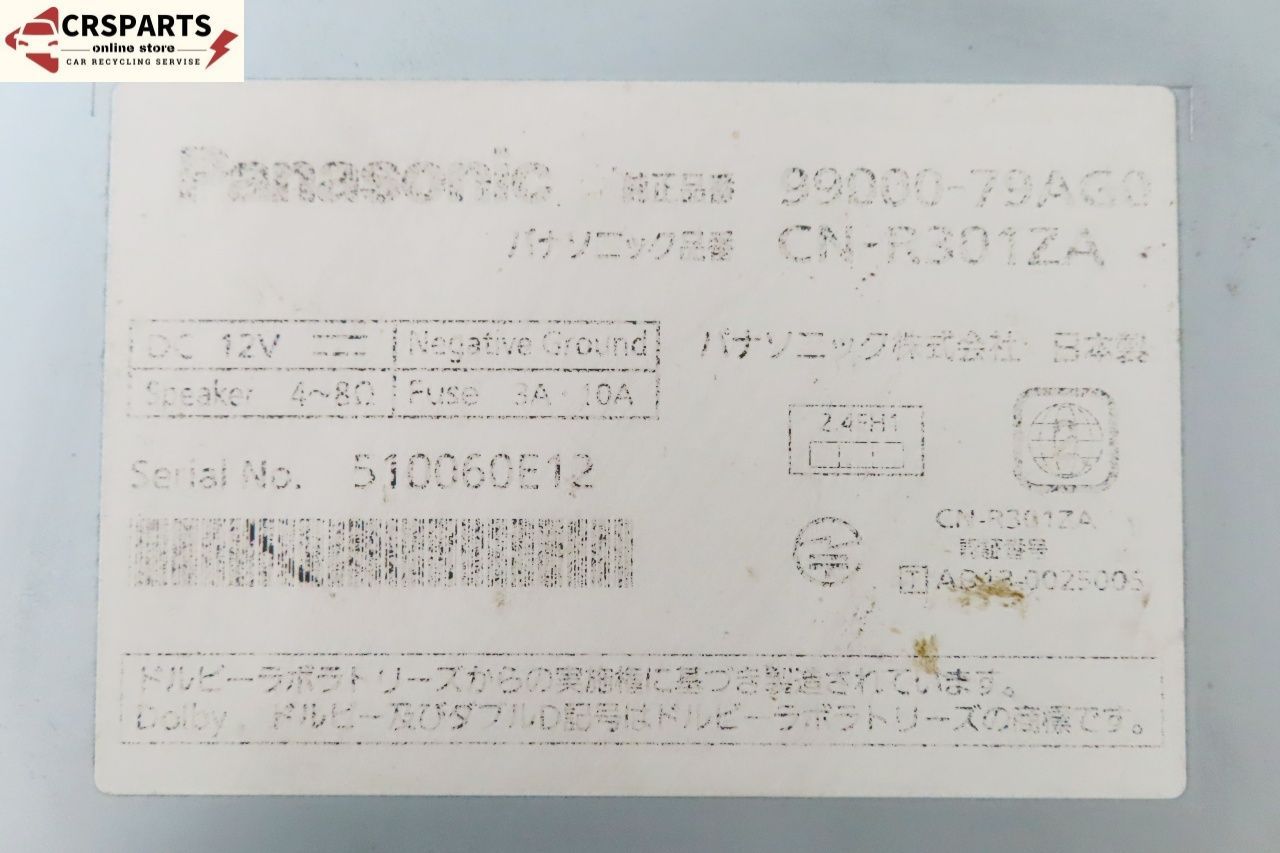 CRSPARTS
online store
CAR RECYCLING SERVISE
Panasonic 純正品番 99000-79AG0
パナソニック品番 CN-R301ZA
DC 12V Negative Ground
Speaker 4~8Ω Fuse 3A・10A
パナソニック株式会社 日本製
2.4FH1
Serial No. 510060E12
CN-R301ZA
認証番号
ドルビーラボラトリーズからの実施権に基づき製造されています。
Dolby、ドルビー及びダブルD記号はドルビーラボラトリーズの商標です。